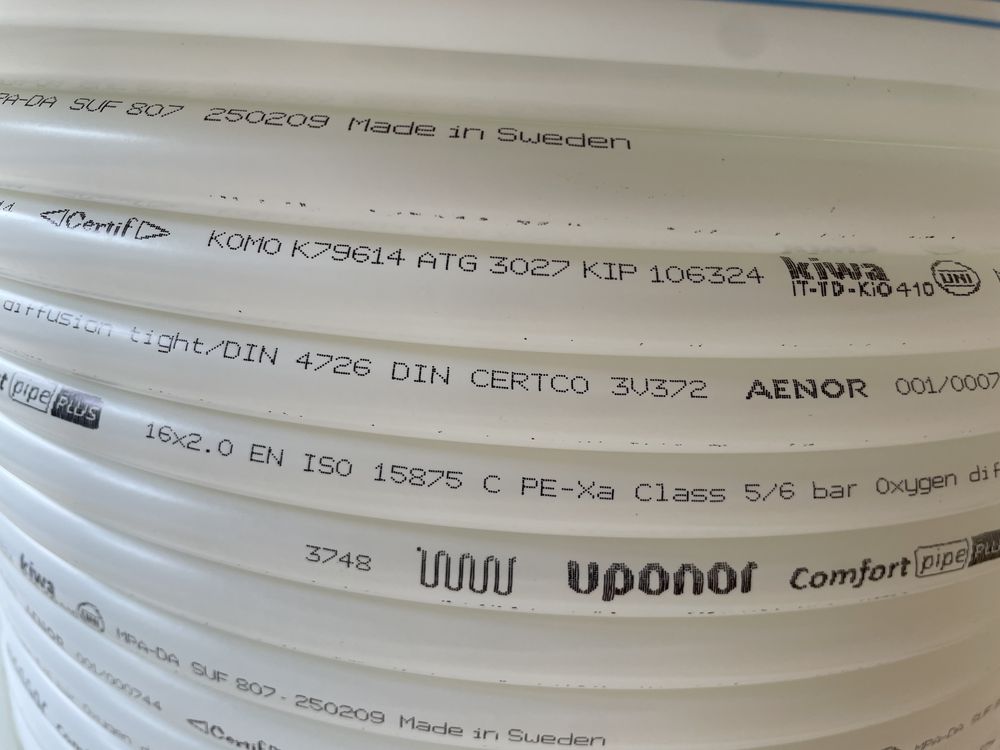 PA-DA SUF 807 250209 Made in Sweden
<Certif> KOMO K79614 ATG 3027 KIP 106324 kiwa UNI
IT-TD-KIO 410
diffusion tight/DIN 4726 DIN CERTCO 3V372 AENOR 001/0007
pipe PLUS 16x2.0 EN ISO 15875 C PE-Xa Class 5/6 bar Oxygen dif
3748 uponor Comfort pipe PLUS
kiwa UNI MPA-DA SUF 807 - 250209 Made in Sweden
AENOR 001/000744 <Certif